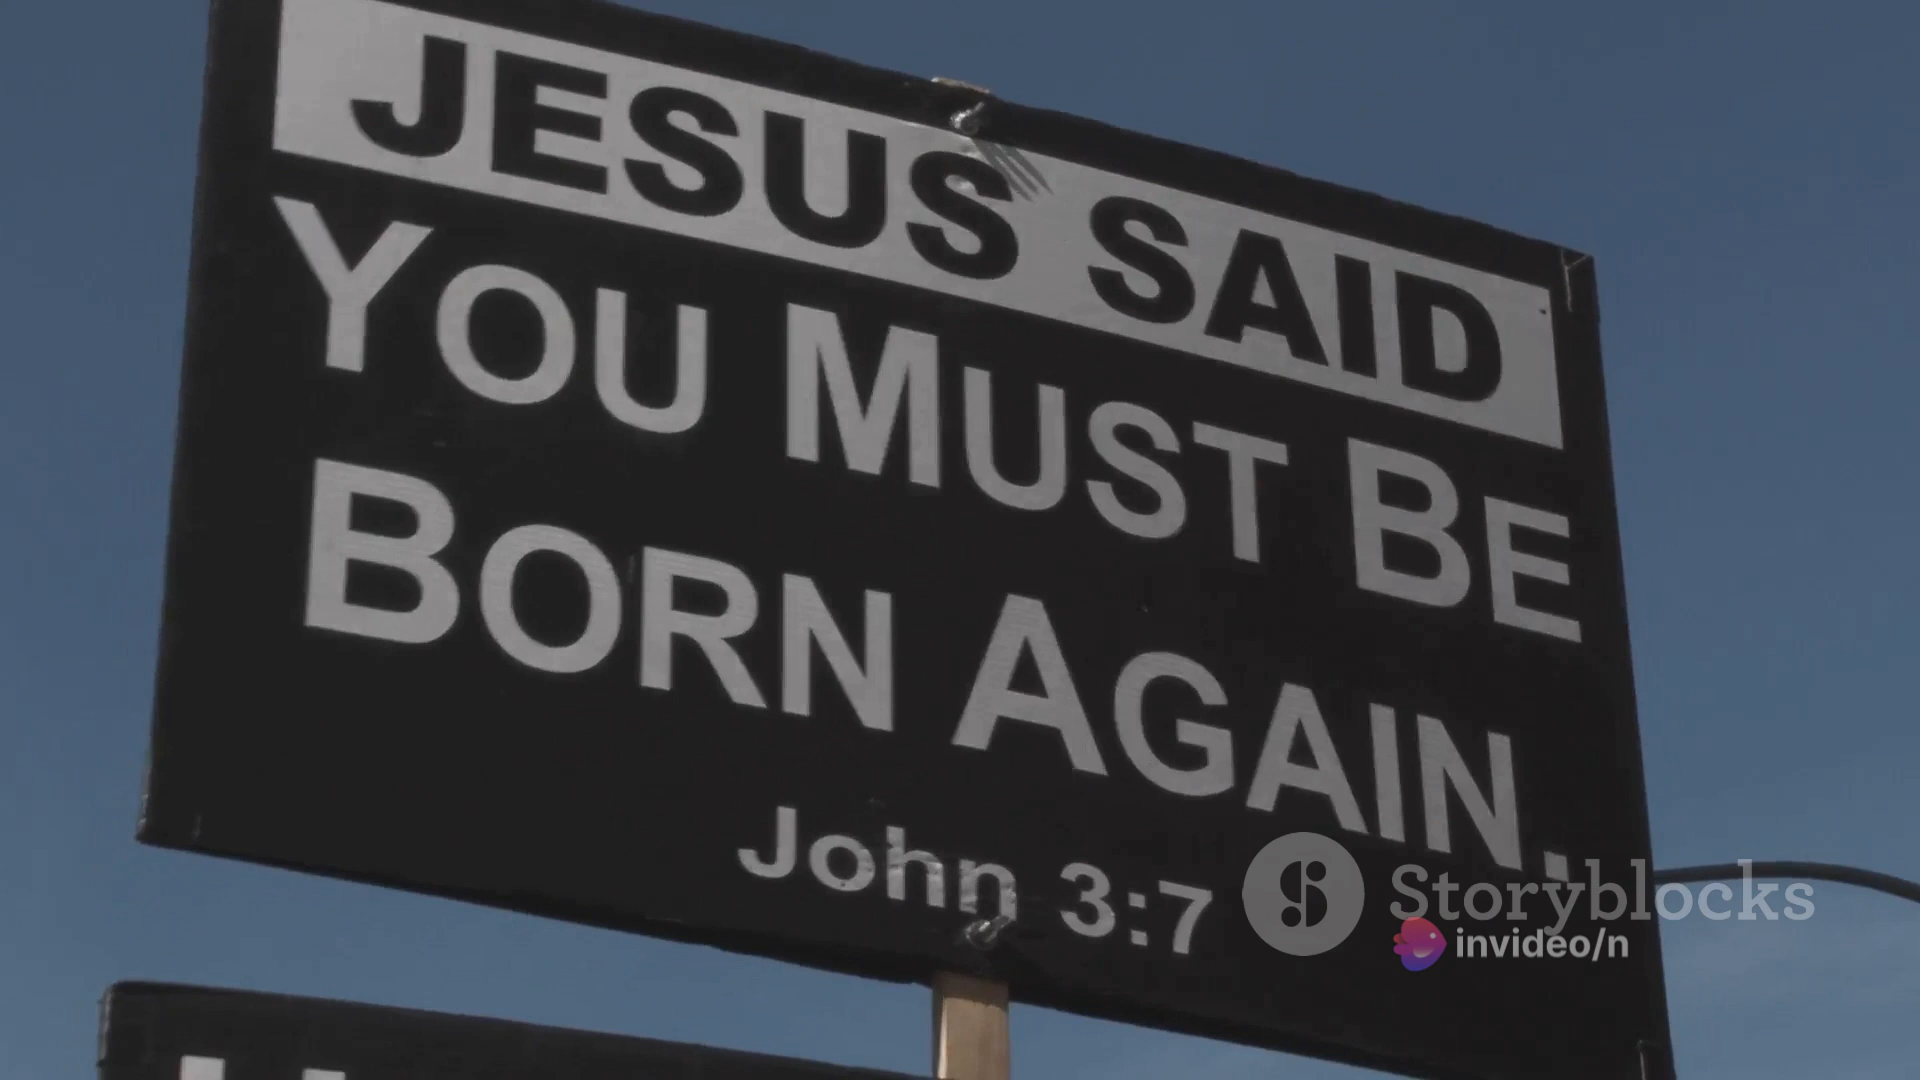 JESUS SAID
YOU MUST BE
BORN AGAIN.
John 3:7
Storyblocks
invideo/n